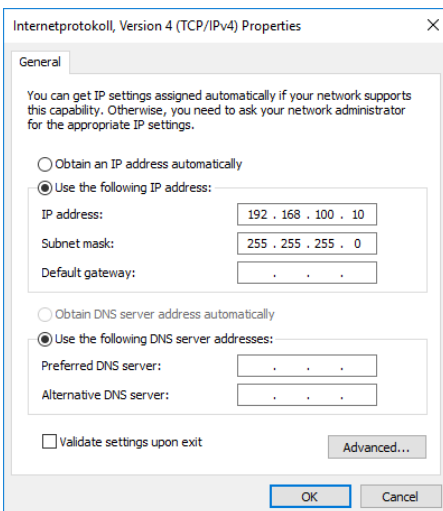 Internetprotokoll, Version 4 (TCP/IPv4) Properties
General
You can get IP settings assigned automatically if your network supports
this capability. Otherwise, you need to ask your network administrator
for the appropriate IP settings.
Obtain an IP address automatically
Use the following IP address:
IP address: 192 . 168 . 100 . 10
Subnet mask: 255 . 255 . 255 . 0
Default gateway: . . .
Obtain DNS server address automatically
Use the following DNS server addresses:
Preferred DNS server: . . .
Alternative DNS server: . . .
Validate settings upon exit
Advanced...
OK Cancel